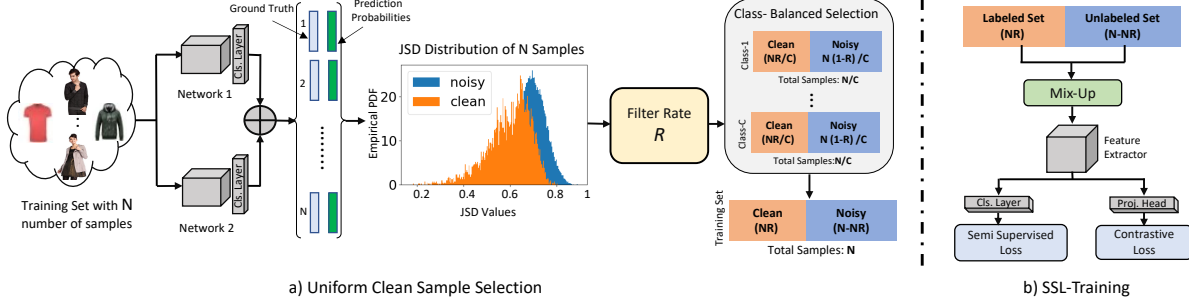 Ground Truth
Prediction
Probabilities
Cls. Layer
Network 1
Cls. Layer
Network 2
Training Set with N
number of samples
1
2
N
JSD Distribution of N Samples
noisy
clean
Empirical PDF
20
15
10
5
0
0.2
0.4
0.6
0.8
1
JSD Values
Filter Rate
R
Class- Balanced Selection
Class-1
Clean
(NR/C)
Noisy
N (1-R) /C
Total Samples: N/C
Class-C
Clean
(NR/C)
Noisy
N (1-R) /C
Total Samples:N/C
Training Set
Clean
(NR)
Noisy
(N-NR)
Total Samples: N
a) Uniform Clean Sample Selection
Labeled Set
(NR)
Unlabeled Set
(N-NR)
Mix-Up
Feature
Extractor
Cls. Layer
Proj. Head
Semi Supervised
Loss
Contrastive
Loss
b) SSL-Training